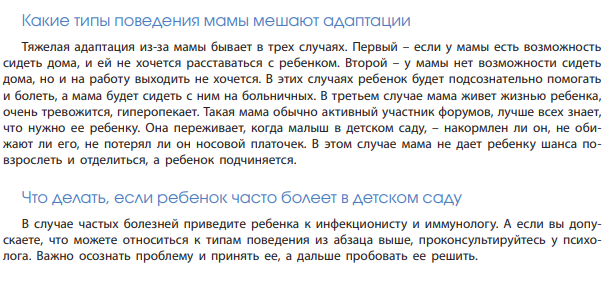 Какие типы поведения мамы мешают адаптации
Тяжелая адаптация из-за мамы бывает в трех случаях. Первый – если у мамы есть возможность
сидеть дома, и ей не хочется расставаться с ребенком. Второй – у мамы нет возможности сидеть
дома, но и на работу выходить не хочется. В этих случаях ребенок будет подсознательно помогать
и болеть, а мама будет сидеть с ним на больничных. В третьем случае мама живет жизнью ребенка,
очень тревожится, гиперопекает. Такая мама обычно активный участник форумов, лучше всех знает,
что нужно ее ребенку. Она переживает, когда малыш в детском саду, – накормлен ли он, не оби-
жают ли его, не потерял ли он носовой платочек. В этом случае мама не дает ребенку шанса по-
взрослеть и отделиться, а ребенок подчиняется.
Что делать, если ребенок часто болеет в детском саду
В случае частых болезней приведите ребенка к инфекционисту и иммунологу. А если вы допу-
скаете, что можете относиться к типам поведения из абзаца выше, проконсультируйтесь у психо-
лога. Важно осознать проблему и принять ее, а дальше пробовать ее решить.